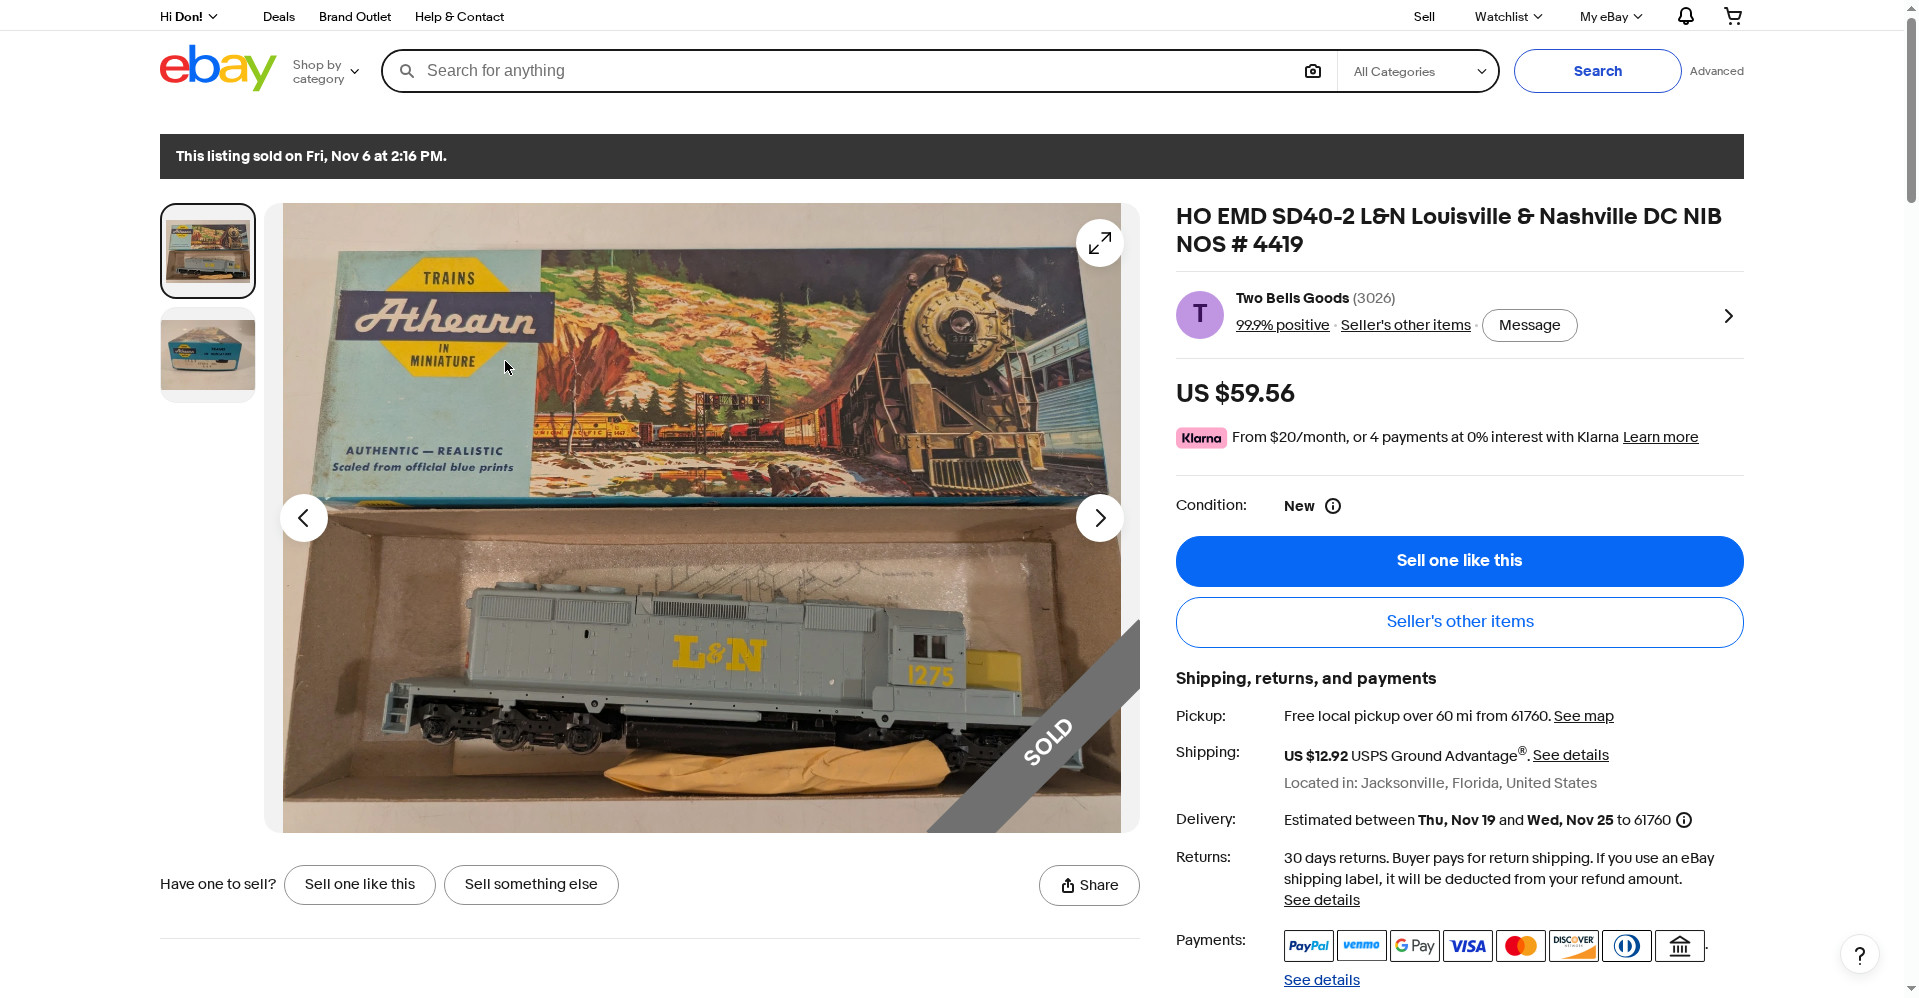 Hi Don!
Deals
Brand Outlet
Help & Contact
Sell
Watchlist
My eBay
ebay
Shop by
category
Search for anything
All Categories
Search
Advanced
This listing sold on Fri, Nov 6 at 2:16 PM.
TRAINS
Athearn
IN
MINIATURE
AUTHENTIC — REALISTIC
Scaled from official blue prints
UNION PACIFIC
L&N
1275
SOLD
HO EMD SD40-2 L&N Louisville & Nashville DC NIB
NOS # 4419
T
Two Bells Goods (3026)
99.9% positive · Seller's other items · Message
US $59.56
Klarna From $20/month, or 4 payments at 0% interest with Klarna Learn more
Condition: New
Sell one like this
Seller's other items
Shipping, returns, and payments
Pickup: Free local pickup over 60 mi from 61760. See map
Shipping: US $12.92 USPS Ground Advantage®. See details
Located in: Jacksonville, Florida, United States
Delivery: Estimated between Thu, Nov 19 and Wed, Nov 25 to 61760
Returns: 30 days returns. Buyer pays for return shipping. If you use an eBay
shipping label, it will be deducted from your refund amount.
See details
Payments: PayPal venmo G Pay VISA DISCOVER .
See details
Have one to sell? Sell one like this Sell something else
Share
?